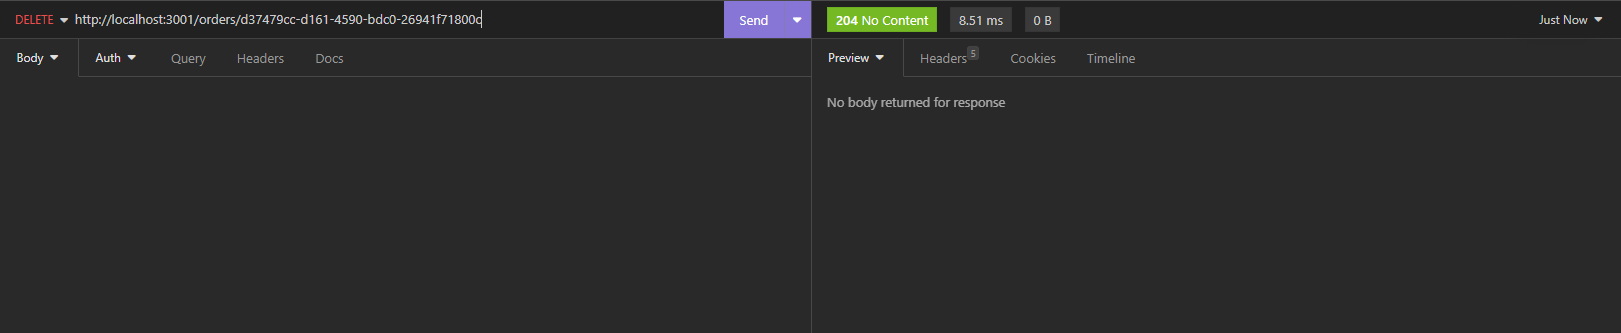 DELETE http://localhost:3001/orders/d37479cc-d161-4590-bdc0-26941f71800c Send 204 No Content 8.51 ms 0 B Just Now
Body Auth Query Headers Docs Preview Headers 5 Cookies Timeline
No body returned for response